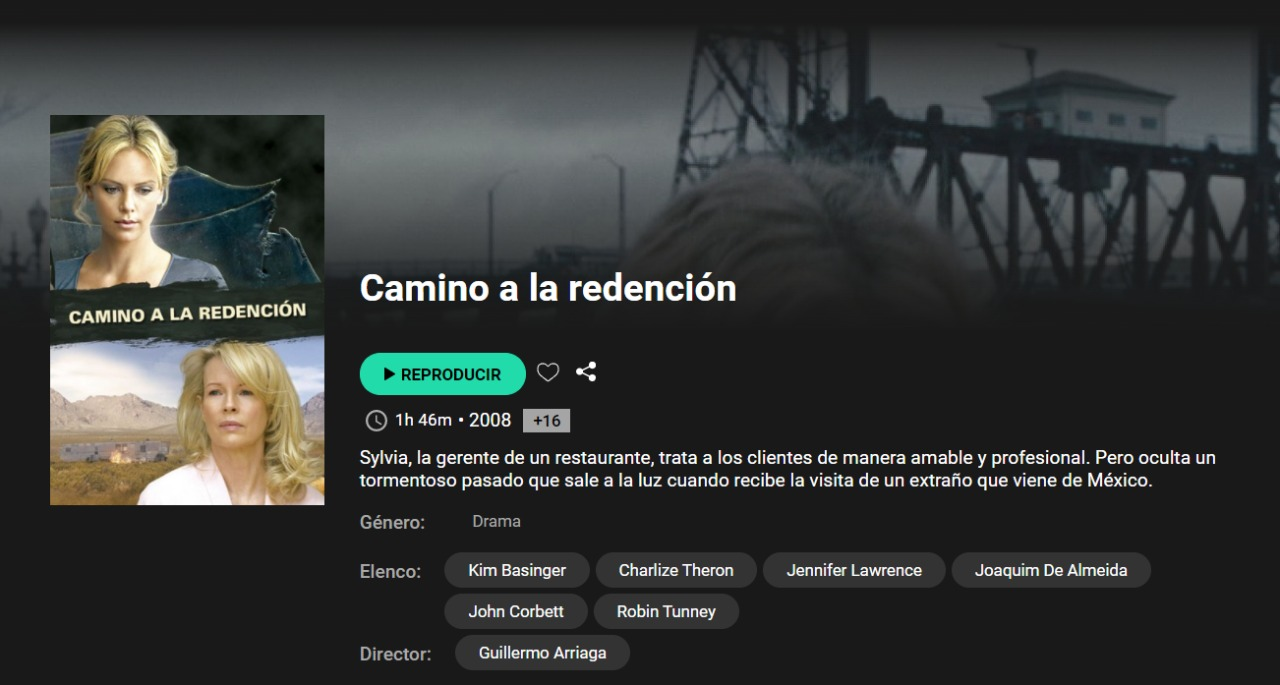 CAMINO A LA REDENCIÓN
Camino a la redención
REPRODUCIR
1h 46m • 2008 +16
Sylvia, la gerente de un restaurante, trata a los clientes de manera amable y profesional. Pero oculta un
tormentoso pasado que sale a la luz cuando recibe la visita de un extraño que viene de México.
Género: Drama
Elenco: Kim Basinger Charlize Theron Jennifer Lawrence Joaquim De Almeida
John Corbett Robin Tunney
Director: Guillermo Arriaga